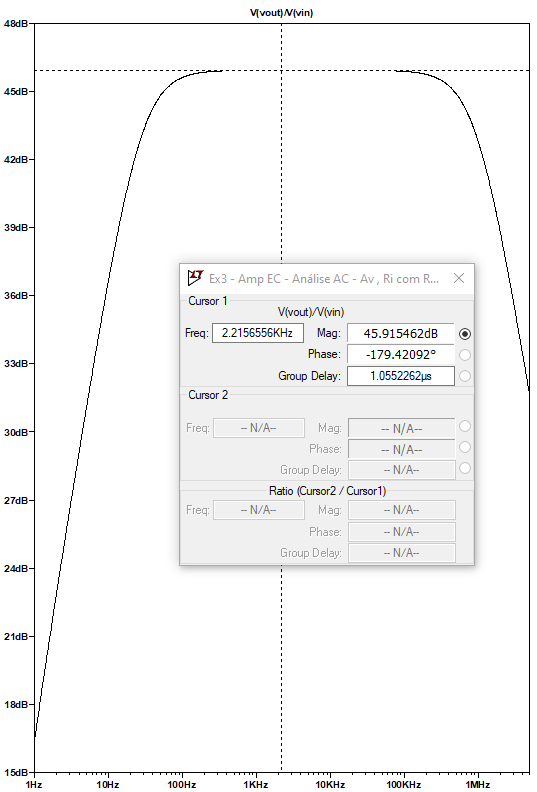 V(vout)/V(vin)
48dB
45dB
42dB
39dB
36dB
33dB
30dB
27dB
24dB
21dB
18dB
15dB
1Hz 10Hz 100Hz 1KHz 10KHz 100KHz 1MHz
Ex3 - Amp EC - Análise AC - Av , Ri com R...
Cursor 1
V(vout)/V(vin)
Freq: 2.2156556KHz Mag: 45.915462dB
Phase: -179.42092°
Group Delay: 1.0552262µs
Cursor 2
Freq: -- N/A-- Mag: -- N/A--
Phase: -- N/A--
Group Delay: -- N/A--
Ratio (Cursor2 / Cursor1)
Freq: -- N/A-- Mag: -- N/A--
Phase: -- N/A--
Group Delay: -- N/A--